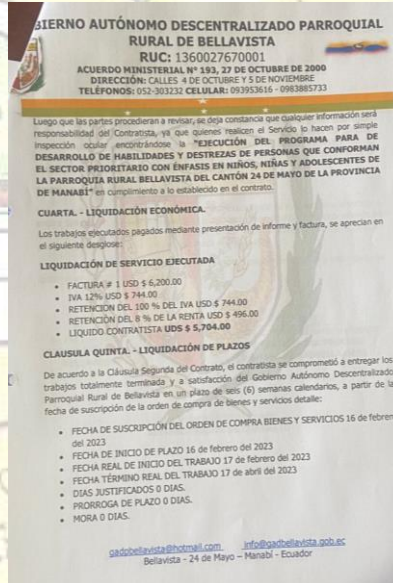 BIERNO AUTÓNOMO DESCENTRALIZADO PARROQUIAL
RURAL DE BELLAVISTA
RUC: 1360027670001
ACUERDO MINISTERIAL Nº 193, 27 DE OCTUBRE DE 2000
DIRECCIÓN: CALLES 4 DE OCTUBRE Y 5 DE NOVIEMBRE
TELÉFONOS: 052-303232 CELULAR: 093953616 - 0983885733
Luego que las partes procedieran a revisar, se deja constancia que cualquier información será
responsabilidad del Contratista, ya que quienes realicen el Servicio lo hacen por simple
inspección ocular encontrándose la "EJECUCIÓN DEL PROGRAMA PARA DE
DESARROLLO DE HABILIDADES Y DESTREZAS DE PERSONAS QUE CONFORMAN
EL SECTOR PRIORITARIO CON ÉNFASIS EN NIÑOS, NIÑAS Y ADOLESCENTES DE
LA PARROQUIA RURAL BELLAVISTA DEL CANTÓN 24 DE MAYO DE LA PROVINCIA
DE MANABÍ" en cumplimiento a lo establecido en el contrato.
CUARTA. - LIQUIDACIÓN ECONÓMICA.
Los trabajos ejecutados pagados mediante presentación de informe y factura, se aprecian en
el siguiente desglose:
LIQUIDACIÓN DE SERVICIO EJECUTADA
• FACTURA # 1 USD $ 6,200.00
• IVA 12% USD $ 744.00
• RETENCIÓN DEL 100 % DEL IVA USD $ 744.00
• RETENCIÓN DEL 8 % DE LA RENTA USD $ 496.00
• LIQUIDO CONTRATISTA UDS $ 5,704.00
CLAUSULA QUINTA. - LIQUIDACIÓN DE PLAZOS
De acuerdo a la Cláusula Segunda del Contrato, el contratista se comprometió a entregar los
trabajos totalmente terminada y a satisfacción del Gobierno Autónomo Descentralizado
Parroquial Rural de Bellavista en un plazo de seis (6) semanas calendarios, a partir de la
fecha de suscripción de la orden de compra de bienes y servicios detalle:
• FECHA DE SUSCRIPCIÓN DEL ORDEN DE COMPRA BIENES Y SERVICIOS 16 de febrer
del 2023
• FECHA DE INICIO DE PLAZO 16 de febrero del 2023
• FECHA REAL DE INICIO DEL TRABAJO 17 de febrero del 2023
• FECHA TÉRMINO REAL DEL TRABAJO 17 de abril del 2023
• DIAS JUSTIFICADOS 0 DIAS.
• PRORROGA DE PLAZO 0 DIAS.
• MORA 0 DIAS.
gadpbellavista@hotmail.com info@gadbellavista.gob.ec
Bellavista - 24 de Mayo – Manabí - Ecuador